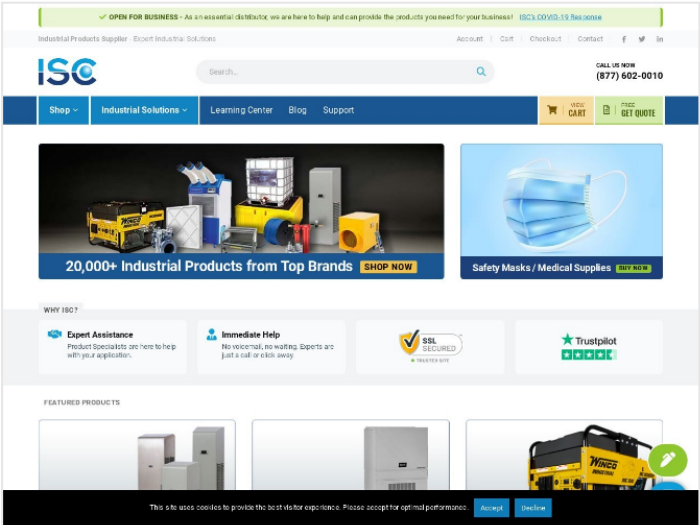 OPEN FOR BUSINESS - As an essential distributor, we are here to help and can provide the products you need for your business! ISC's COVID-19 Response
Industrial Products Supplier - Expert Industrial Solutions
Account Cart Checkout Contact
ISC
Search...
CALL US NOW
(877) 602-0010
Shop Industrial Solutions Learning Center Blog Support
VIEW
CART
FREE
GET QUOTE
20,000+ Industrial Products from Top Brands SHOP NOW
Safety Masks / Medical Supplies BUY NOW
WHY ISC?
Expert Assistance
Product Specialists are here to help
with your application.
Immediate Help
No voicemail, no waiting. Experts are
just a call or click away.
SSL
SECURED
TRUSTED SITE
Trustpilot
FEATURED PRODUCTS
WINCO
This site uses cookies to provide the best visitor experience. Please accept for optimal performance. Accept Decline